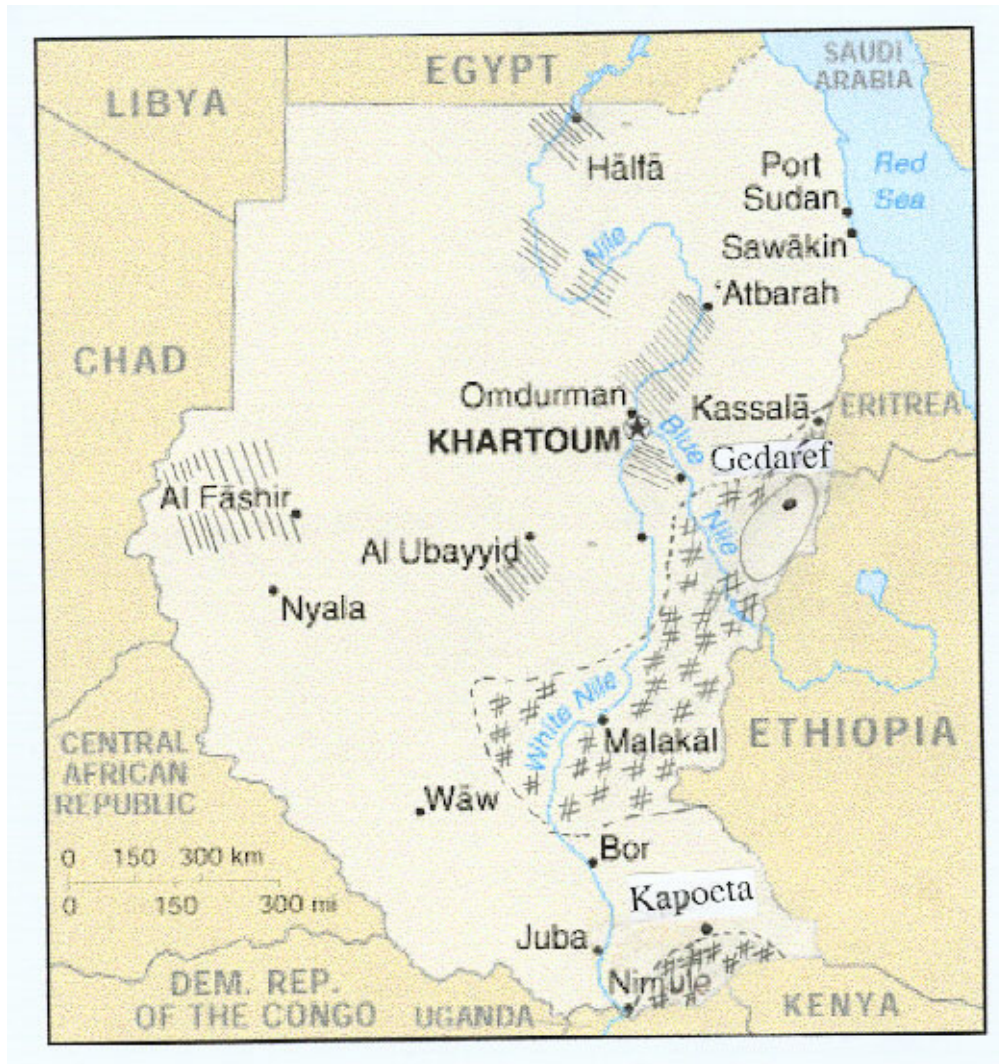 EGYPT
SAUDI
ARABIA
LIBYA
Hālfā
Port
Sudan
Red
Sea
Nile
Sawākin
'Atbarah
CHAD
Omdurman
Kassalā
ERITREA
KHARTOUM
Blue
Gedaref
Al Fāshir
Nile
Al Ubayyid
Nyala
White Nile
Malakāl
ETHIOPIA
CENTRAL
AFRICAN
REPUBLIC
Wāw
0 150 300 km
0 150 300 mi
Bor
Kapoeta
Juba
Nimule
DEM. REP.
OF THE CONGO
UGANDA
KENYA